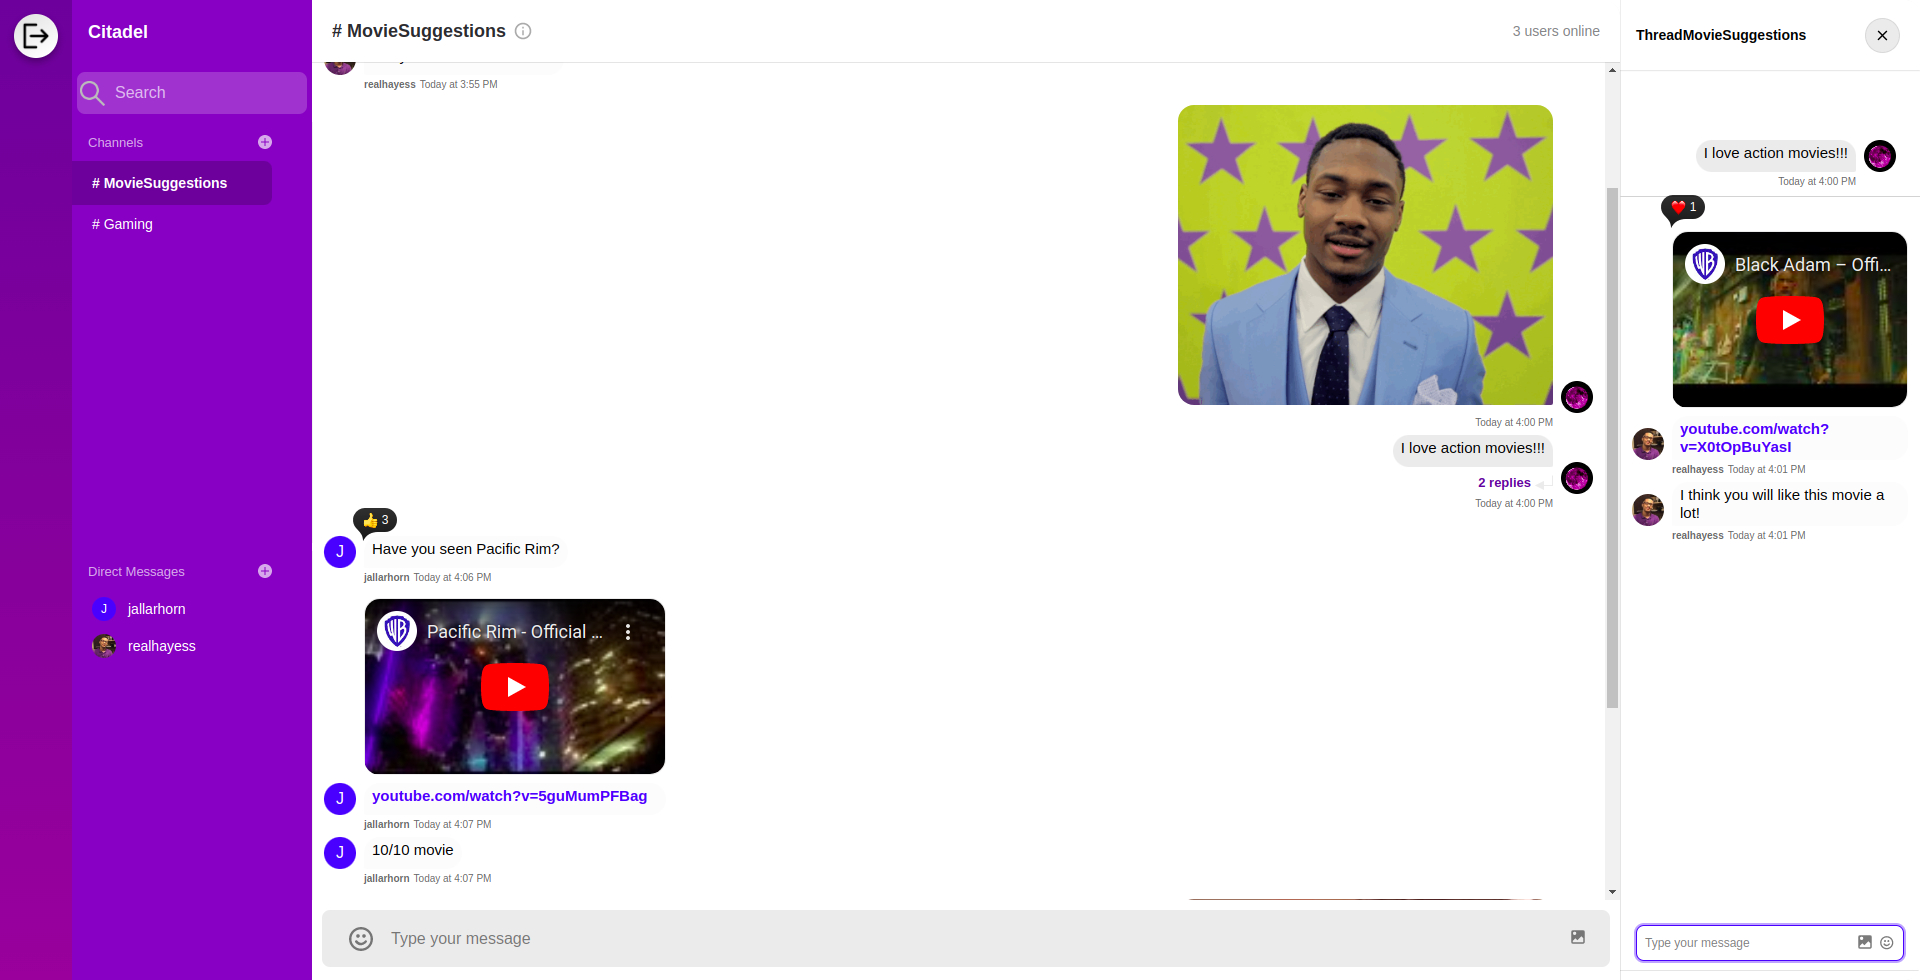 Citadel
Search
Channels
# MovieSuggestions
# Gaming
Direct Messages
J
jallarhorn
realhayess
# MovieSuggestions
3 users online
realhayess Today at 3:55 PM
Today at 4:00 PM
I love action movies!!!
2 replies
Today at 4:00 PM
👍 3
J
Have you seen Pacific Rim?
jallarhorn Today at 4:06 PM
Pacific Rim - Official ...
J
youtube.com/watch?v=5guMumPFBag
jallarhorn Today at 4:07 PM
J
10/10 movie
jallarhorn Today at 4:07 PM
Type your message
ThreadMovieSuggestions
I love action movies!!!
Today at 4:00 PM
❤️ 1
Black Adam – Offi...
youtube.com/watch?
v=X0tOpBuYasI
realhayess Today at 4:01 PM
I think you will like this movie a
lot!
realhayess Today at 4:01 PM
Type your message